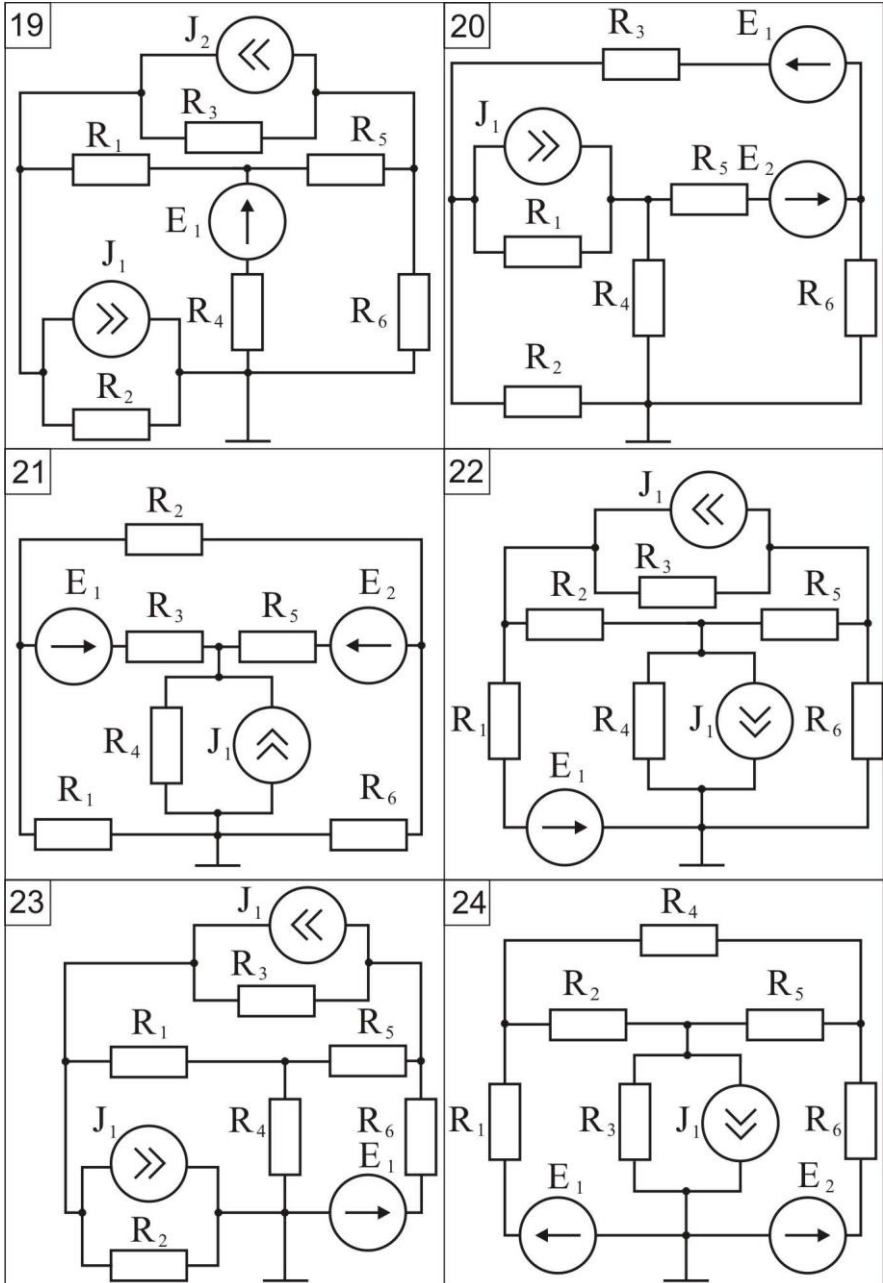 19
J₂
R₃
R₁
R₅
E₁
J₁
R₄
R₆
R₂
20
R₃
E₁
J₁
R₅
E₂
R₁
R₄
R₆
R₂
21
R₂
E₁
R₃
R₅
E₂
R₄
J₁
R₁
R₆
22
J₁
R₃
R₂
R₅
R₁
R₄
J₁
R₆
E₁
23
J₁
R₃
R₁
R₅
J₁
R₄
R₆
E₁
R₂
24
R₄
R₂
R₅
R₁
R₃
J₁
R₆
E₁
E₂